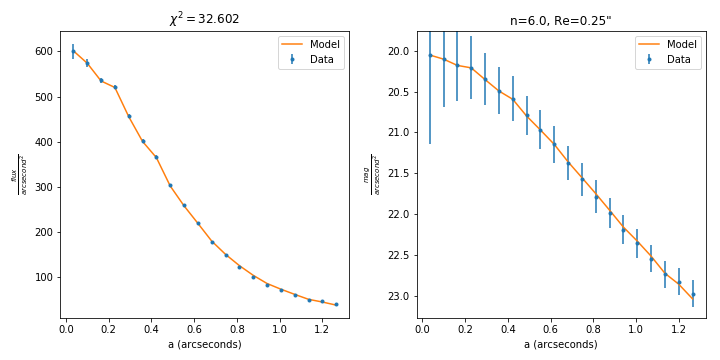 χ² = 32.602
600
500
400
300
200
100
flux
arcsecond²
0.0 0.2 0.4 0.6 0.8 1.0 1.2
a (arcseconds)
Model
Data
n=6.0, Re=0.25"
20.0
20.5
21.0
21.5
22.0
22.5
23.0
mag
arcsecond²
0.0 0.2 0.4 0.6 0.8 1.0 1.2
a (arcseconds)
Model
Data